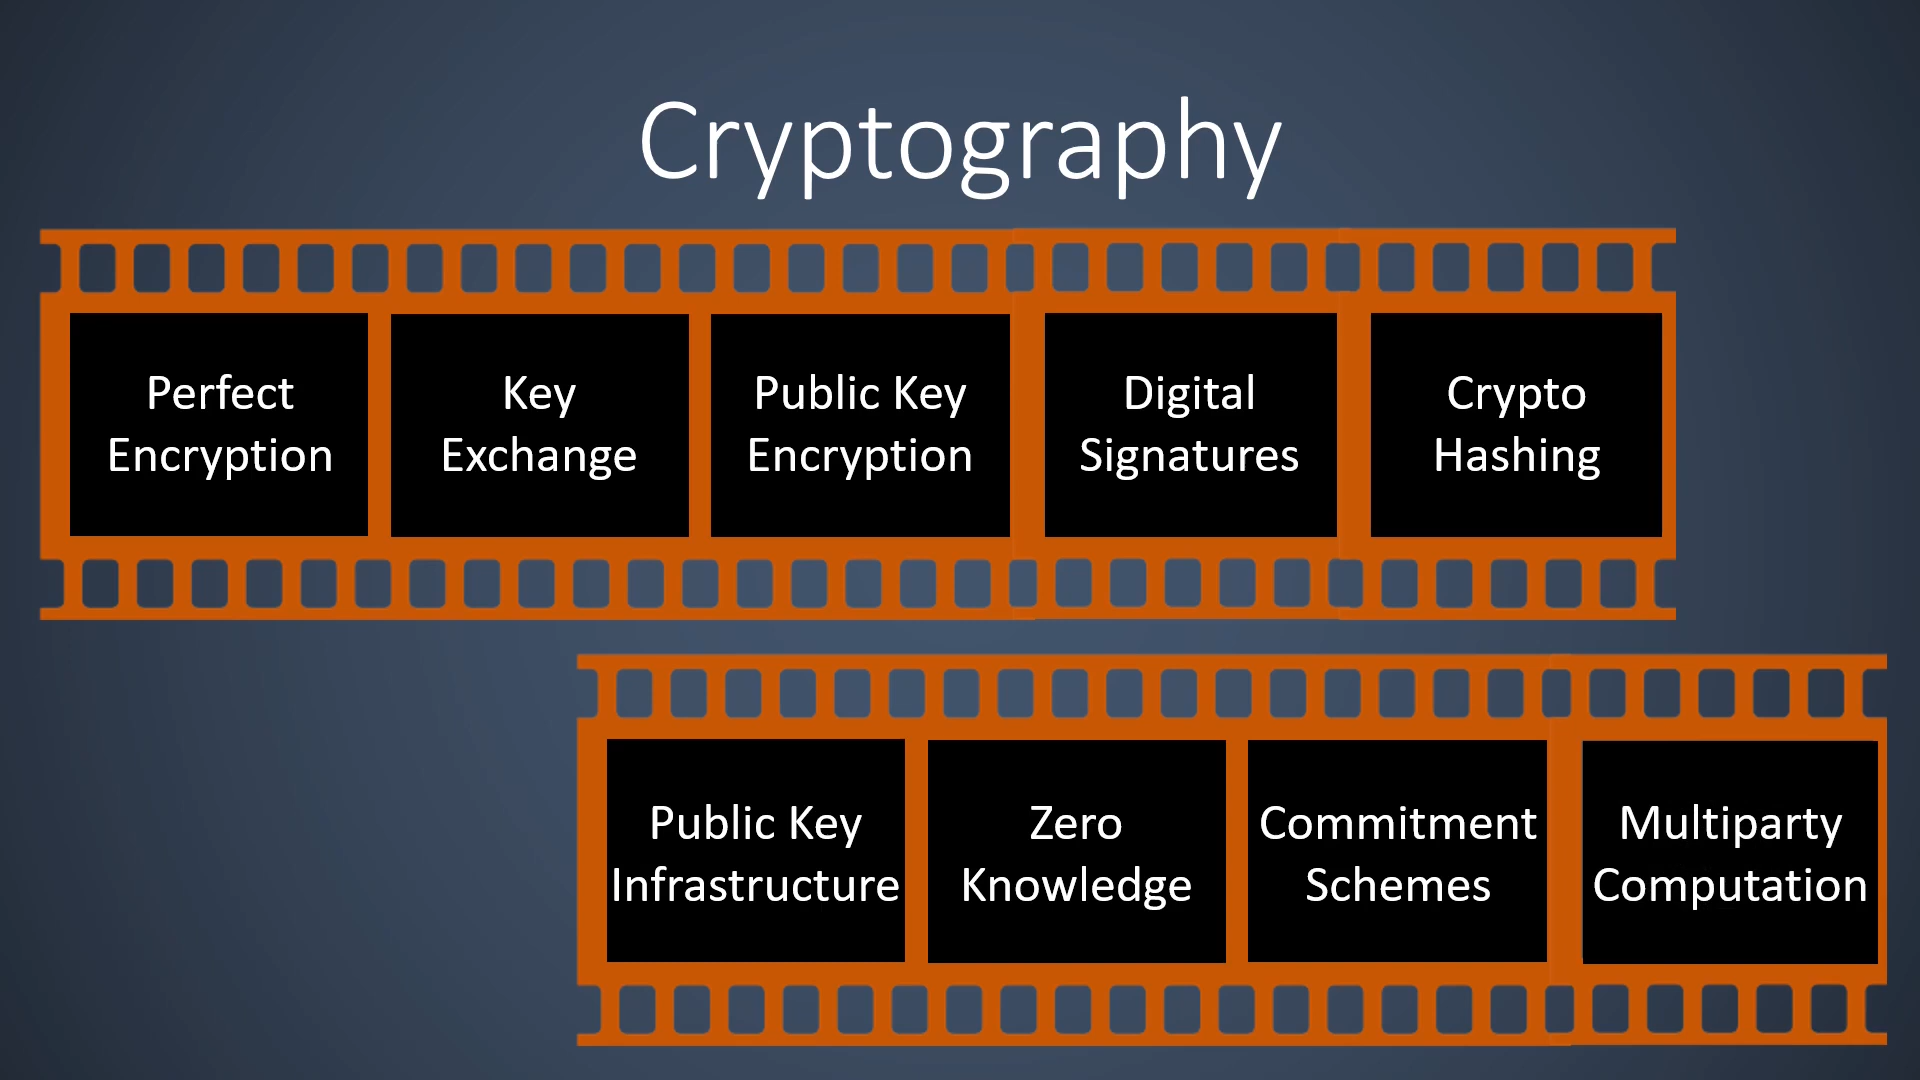 Cryptography
Perfect
Encryption
Key
Exchange
Public Key
Encryption
Digital
Signatures
Crypto
Hashing
Public Key
Infrastructure
Zero
Knowledge
Commitment
Schemes
Multiparty
Computation